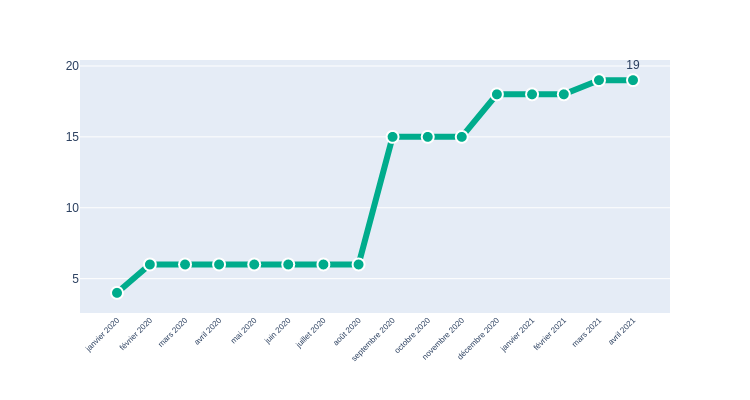 20
19
15
10
5
janvier 2020
février 2020
mars 2020
avril 2020
mai 2020
juin 2020
juillet 2020
août 2020
septembre 2020
octobre 2020
novembre 2020
décembre 2020
janvier 2021
février 2021
mars 2021
avril 2021